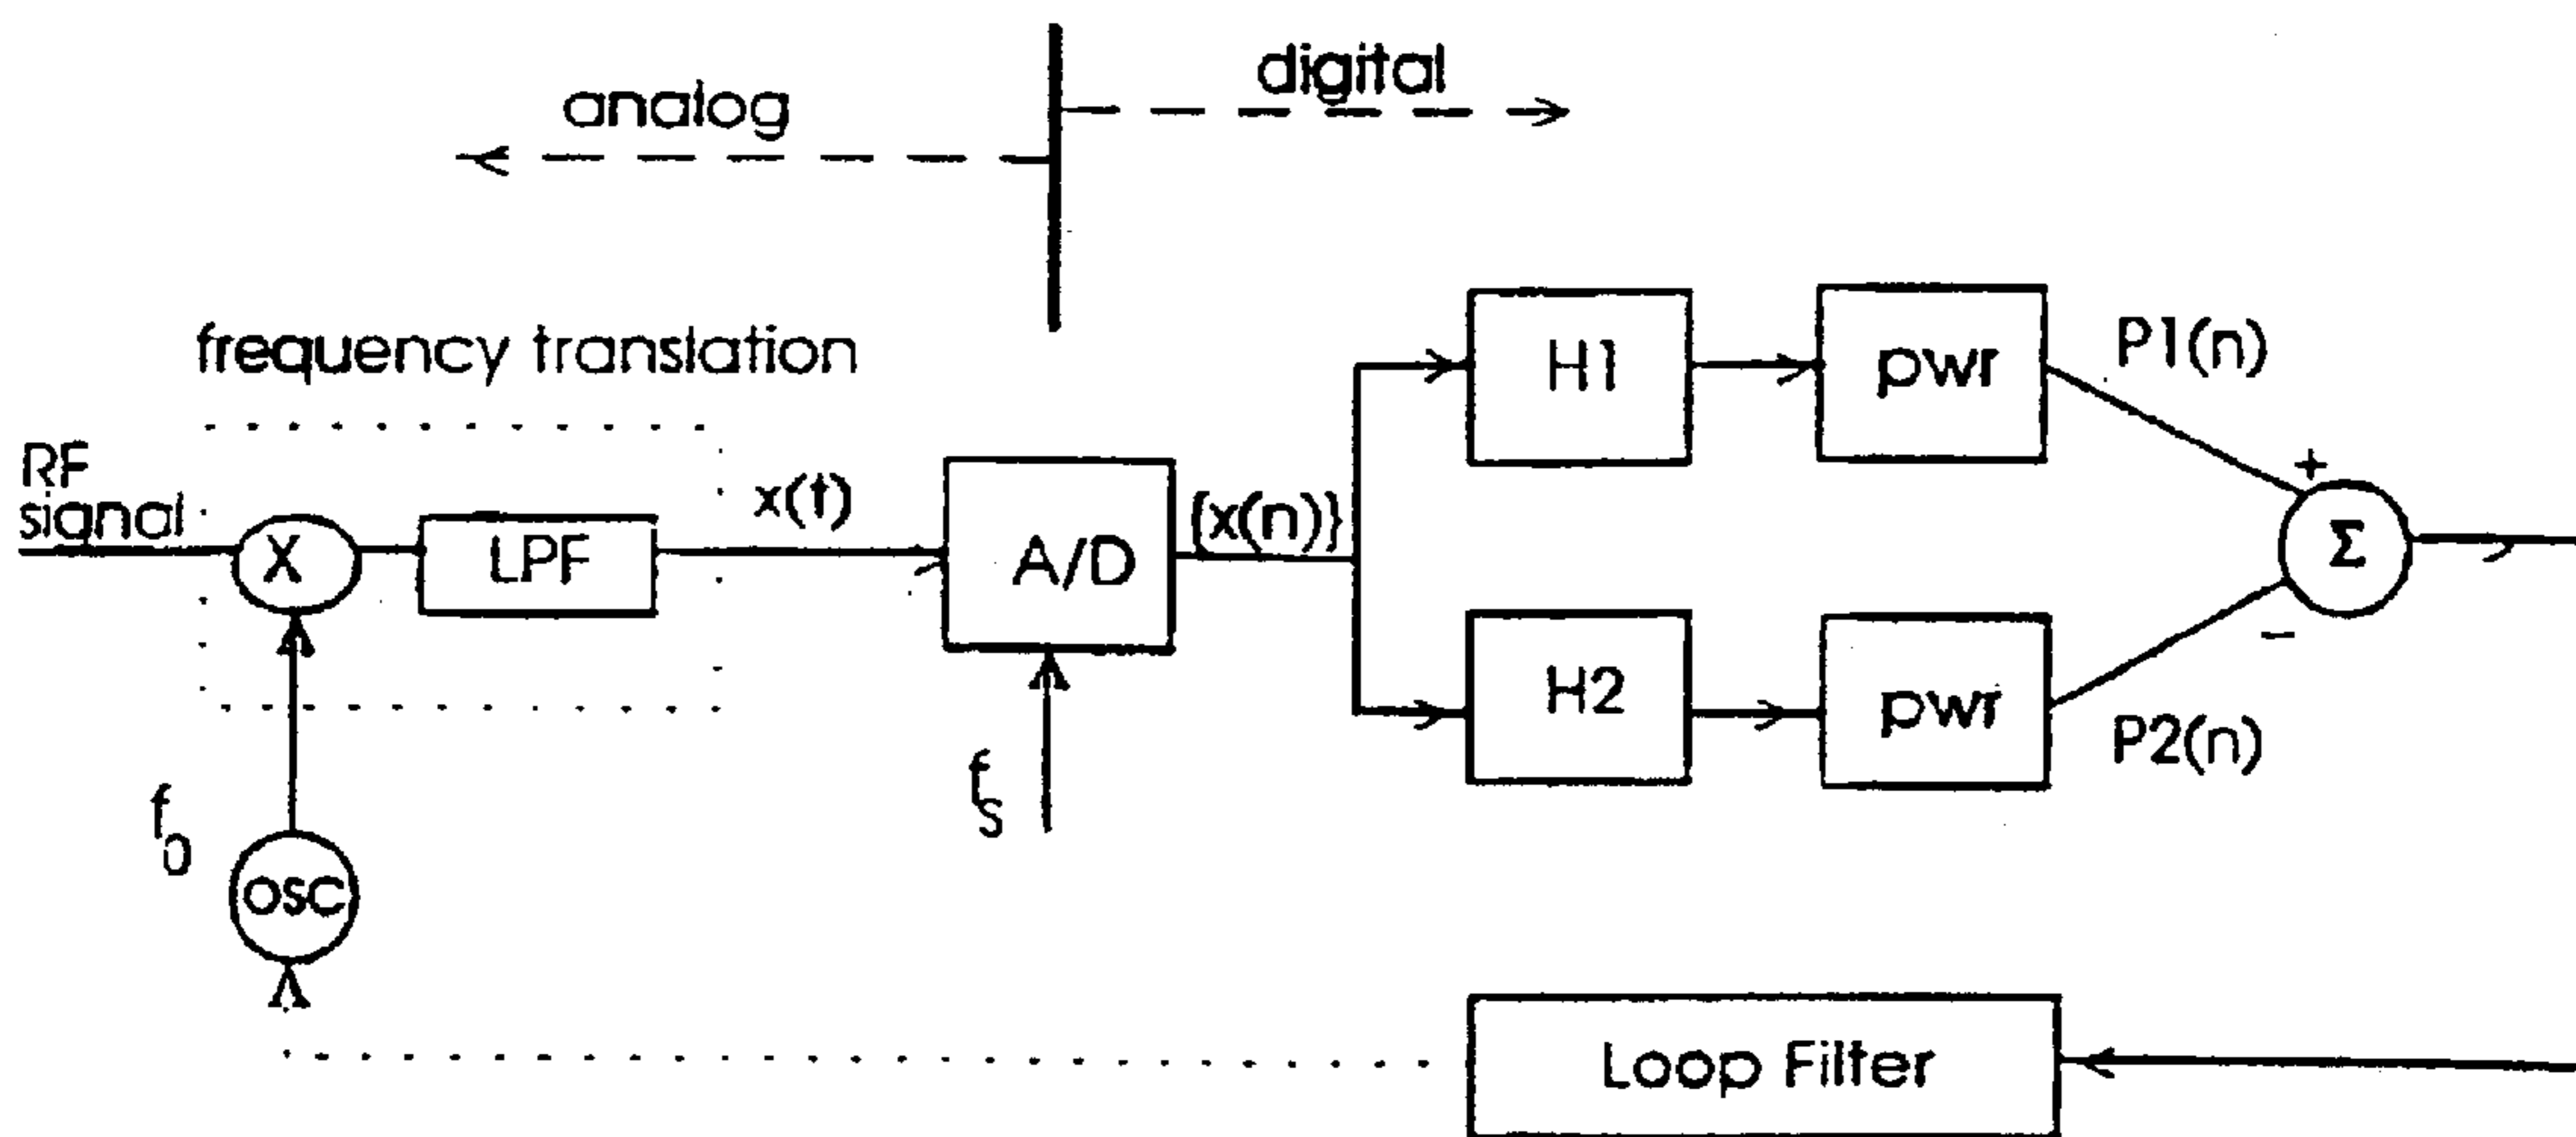 analog
digital
frequency translation
RF
signal
X
LPF
x(t)
A/D
{x(n)}
H1
pwr
P1(n)
+
Σ
−
H2
pwr
P2(n)
f0
osc
fs
Loop Filter